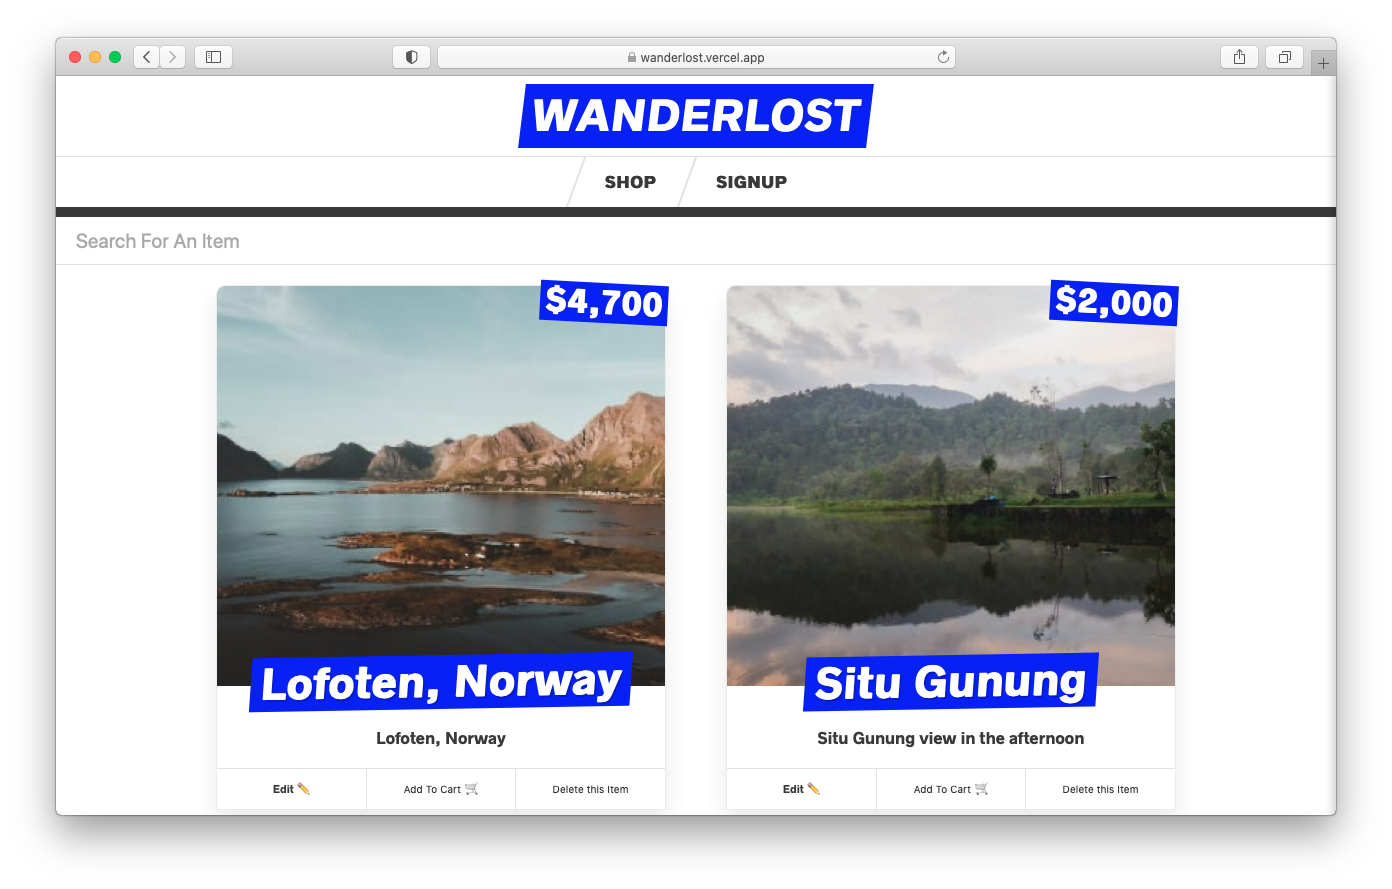 wanderlost.vercel.app
WANDERLOST
SHOP SIGNUP
Search For An Item
$4,700
Lofoten, Norway
Lofoten, Norway
Edit ✏️ Add To Cart 🛒 Delete this Item
$2,000
Situ Gunung
Situ Gunung view in the afternoon
Edit ✏️ Add To Cart 🛒 Delete this Item